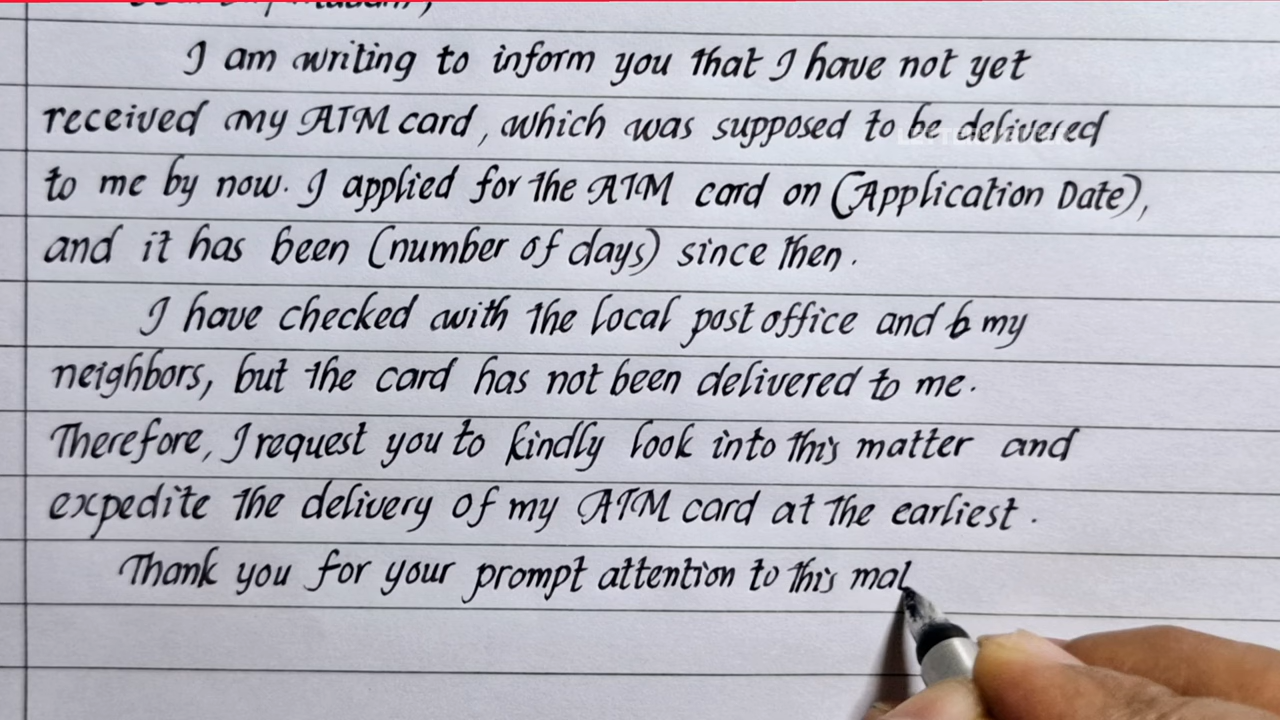 I am writing to inform you that I have not yet
received my ATM card, which was supposed to be delivered
to me by now. I applied for the ATM card on (Application Date),
and it has been (number of days) since then.
I have checked with the local post office and b my
neighbors, but the card has not been delivered to me.
Therefore, I request you to kindly look into this matter and
expedite the delivery of my ATM card at the earliest.
Thank you for your prompt attention to this mat